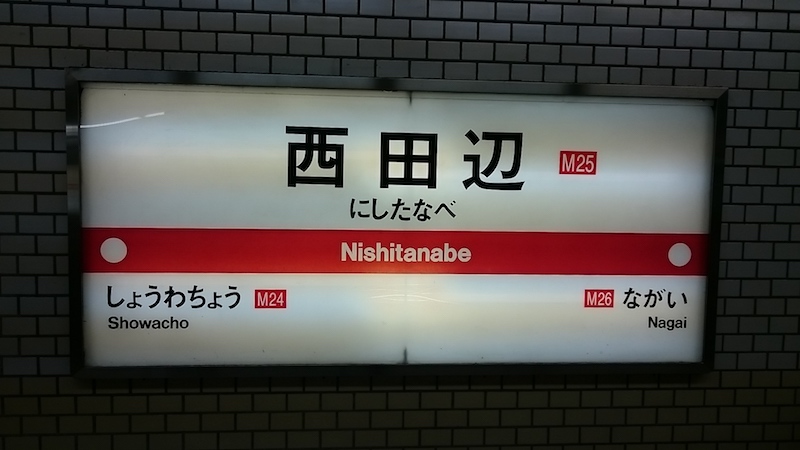 西田辺 M25
にしたなべ
Nishitanabe
しょうわちょう M24
Showacho
M26 ながい
Nagai